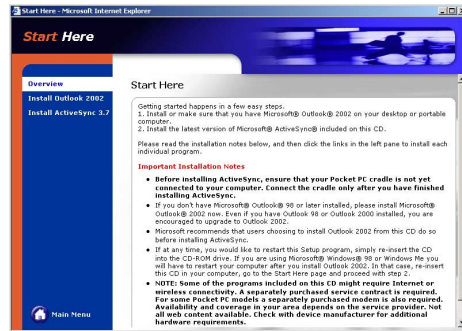 Start Here - Microsoft Internet Explorer
Start Here
Overview
Install Outlook 2002
Install ActiveSync 3.7
Start Here
Getting started happens in a few easy steps.
1. Install or make sure that you have Microsoft® Outlook® 2002 on your desktop or portable
computer.
2. Install the latest version of Microsoft® ActiveSync® included on this CD.
Please read the installation notes below, and then click the links in the left pane to install each
individual program.
Important Installation Notes
• Before installing ActiveSync, ensure that your Pocket PC cradle is not yet
connected to your computer. Connect the cradle only after you have finished
installing ActiveSync.
• If you don't have Microsoft® Outlook® 98 or later installed, please install Microsoft®
Outlook® 2002 now. Even if you have Outlook 98 or Outlook 2000 installed, you are
encouraged to upgrade to Outlook 2002.
• Microsoft recommends that users choosing to install Outlook 2002 from this CD do so
before installing ActiveSync.
• If at any time, you would like to restart this Setup program, simply re-insert the CD
into the CD-ROM drive. If you are using Microsoft® Windows® 98 or Windows Me you
will have to restart your computer after you install Outlook 2002. In that case, re-insert
this CD in your computer, go to the Start Here page and proceed with step 2.
• NOTE: Some of the programs included on this CD might require Internet or
wireless connectivity. A separately purchased service contract is required.
For some Pocket PC models a separately purchased modem is also required.
Availability and coverage in your area depends on the service provider. Not
all web content available. Check with device manufacturer for additional
hardware requirements.
Main Menu